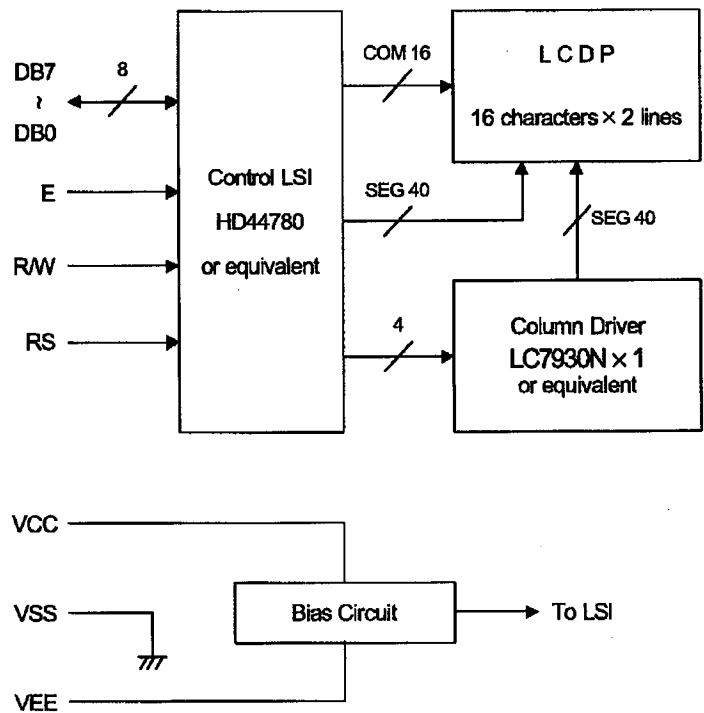 DB7
~
DB0
8
E
R/W
RS
Control LSI
HD44780
or equivalent
COM 16
SEG 40
4
LCDP
16 characters × 2 lines
SEG 40
Column Driver
LC7930N × 1
or equivalent
VCC
VSS
VEE
Bias Circuit
To LSI